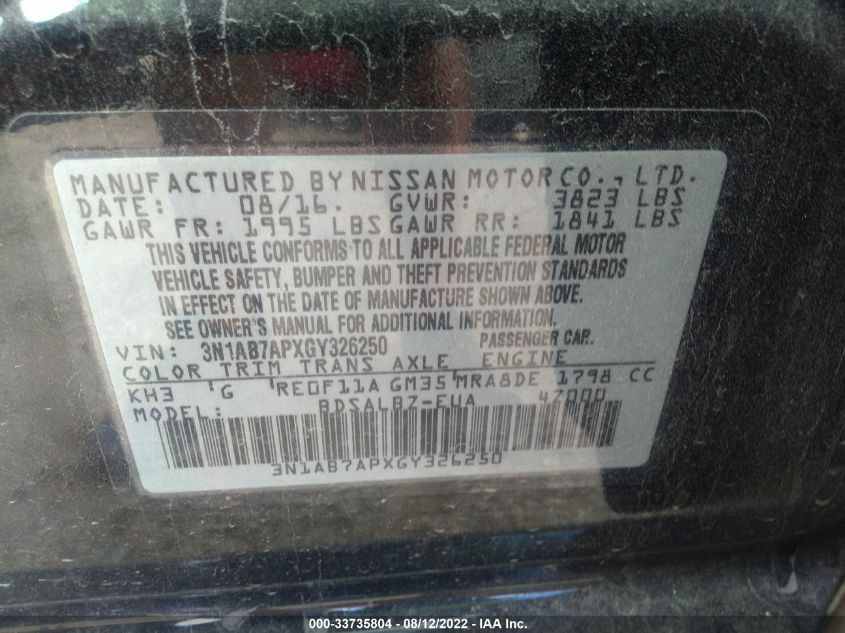 MANUFACTURED BY NISSAN MOTOR CO., LTD.
DATE: 08/16. GVWR: 3823 LBS
GAWR FR: 1995 LBS GAWR RR: 1841 LBS
THIS VEHICLE CONFORMS TO ALL APPLICABLE FEDERAL MOTOR
VEHICLE SAFETY, BUMPER AND THEFT PREVENTION STANDARDS
IN EFFECT ON THE DATE OF MANUFACTURE SHOWN ABOVE.
SEE OWNER'S MANUAL FOR ADDITIONAL INFORMATION.
VIN: 3N1AB7APXGY326250 PASSENGER CAR.
COLOR TRIM TRANS AXLE ENGINE
KH3 'G RE0F11A GM35 MRA8DE 1798 CC
MODEL: BDSALBZ-EUA 47000
3N1AB7APXGY326250
000-33735804 - 08/12/2022 - IAA Inc.